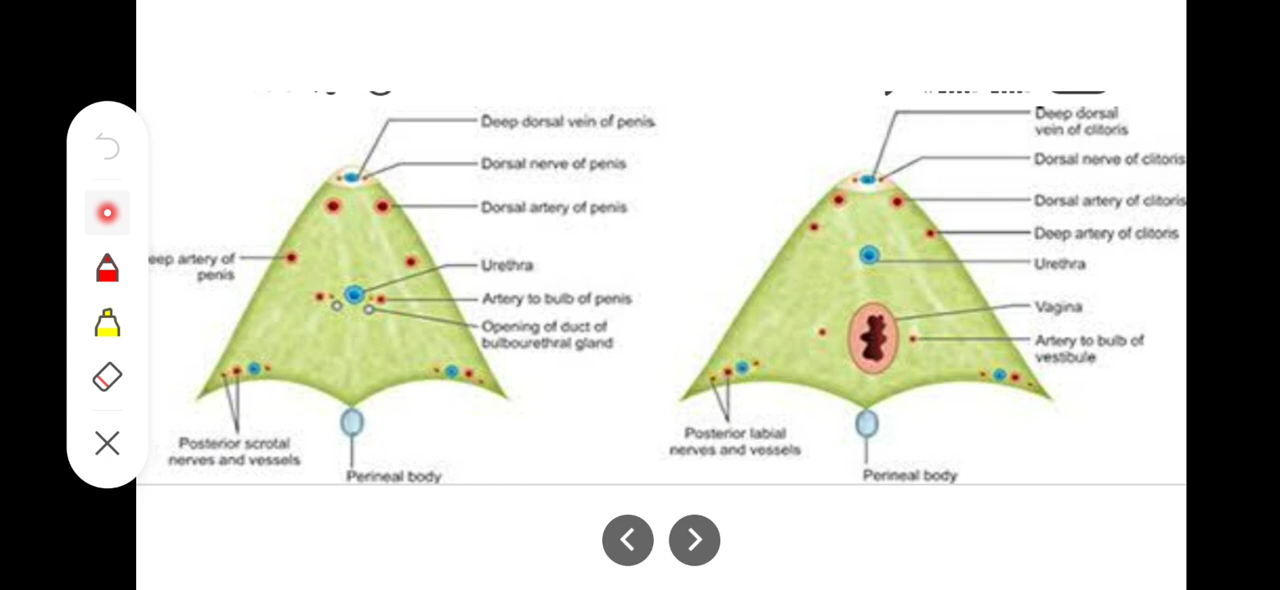 Deep dorsal vein of penis
Dorsal nerve of penis
Dorsal artery of penis
eep artery of
penis
Urethra
Artery to bulb of penis
Opening of duct of
bulbourethral gland
Posterior scrotal
nerves and vessels
Perineal body
Deep dorsal
vein of clitoris
Dorsal nerve of clitoris
Dorsal artery of clitoris
Deep artery of clitoris
Urethra
Vagina
Artery to bulb of
vestibule
Posterior labial
nerves and vessels
Perineal body